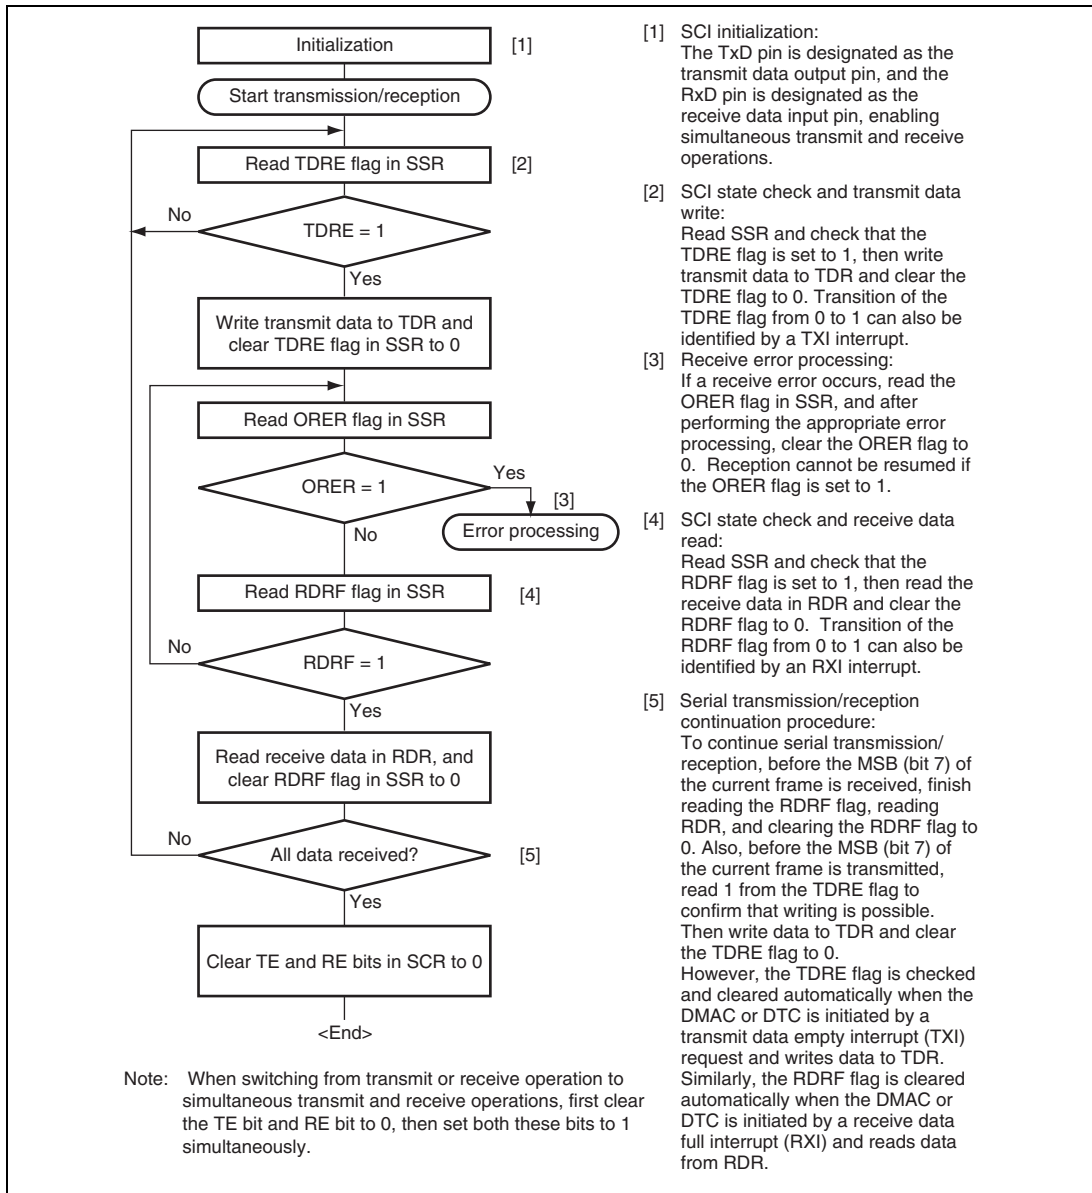 Initialization
[1]
Start transmission/reception
Read TDRE flag in SSR
[2]
No
TDRE = 1
Yes
Write transmit data to TDR and
clear TDRE flag in SSR to 0
Read ORER flag in SSR
Yes
ORER = 1
[3]
Error processing
No
Read RDRF flag in SSR
[4]
No
RDRF = 1
Yes
Read receive data in RDR, and
clear RDRF flag in SSR to 0
No
All data received?
[5]
Yes
Clear TE and RE bits in SCR to 0
<End>
Note: When switching from transmit or receive operation to
simultaneous transmit and receive operations, first clear
the TE bit and RE bit to 0, then set both these bits to 1
simultaneously.
[1] SCI initialization:
The TxD pin is designated as the
transmit data output pin, and the
RxD pin is designated as the
receive data input pin, enabling
simultaneous transmit and receive
operations.
[2] SCI state check and transmit data
write:
Read SSR and check that the
TDRE flag is set to 1, then write
transmit data to TDR and clear the
TDRE flag to 0. Transition of the
TDRE flag from 0 to 1 can also be
identified by a TXI interrupt.
[3] Receive error processing:
If a receive error occurs, read the
ORER flag in SSR, and after
performing the appropriate error
processing, clear the ORER flag to
0. Reception cannot be resumed if
the ORER flag is set to 1.
[4] SCI state check and receive data
read:
Read SSR and check that the
RDRF flag is set to 1, then read the
receive data in RDR and clear the
RDRF flag to 0. Transition of the
RDRF flag from 0 to 1 can also be
identified by an RXI interrupt.
[5] Serial transmission/reception
continuation procedure:
To continue serial transmission/
reception, before the MSB (bit 7) of
the current frame is received, finish
reading the RDRF flag, reading
RDR, and clearing the RDRF flag to
0. Also, before the MSB (bit 7) of
the current frame is transmitted,
read 1 from the TDRE flag to
confirm that writing is possible.
Then write data to TDR and clear
the TDRE flag to 0.
However, the TDRE flag is checked
and cleared automatically when the
DMAC or DTC is initiated by a
transmit data empty interrupt (TXI)
request and writes data to TDR.
Similarly, the RDRF flag is cleared
automatically when the DMAC or
DTC is initiated by a receive data
full interrupt (RXI) and reads data
from RDR.